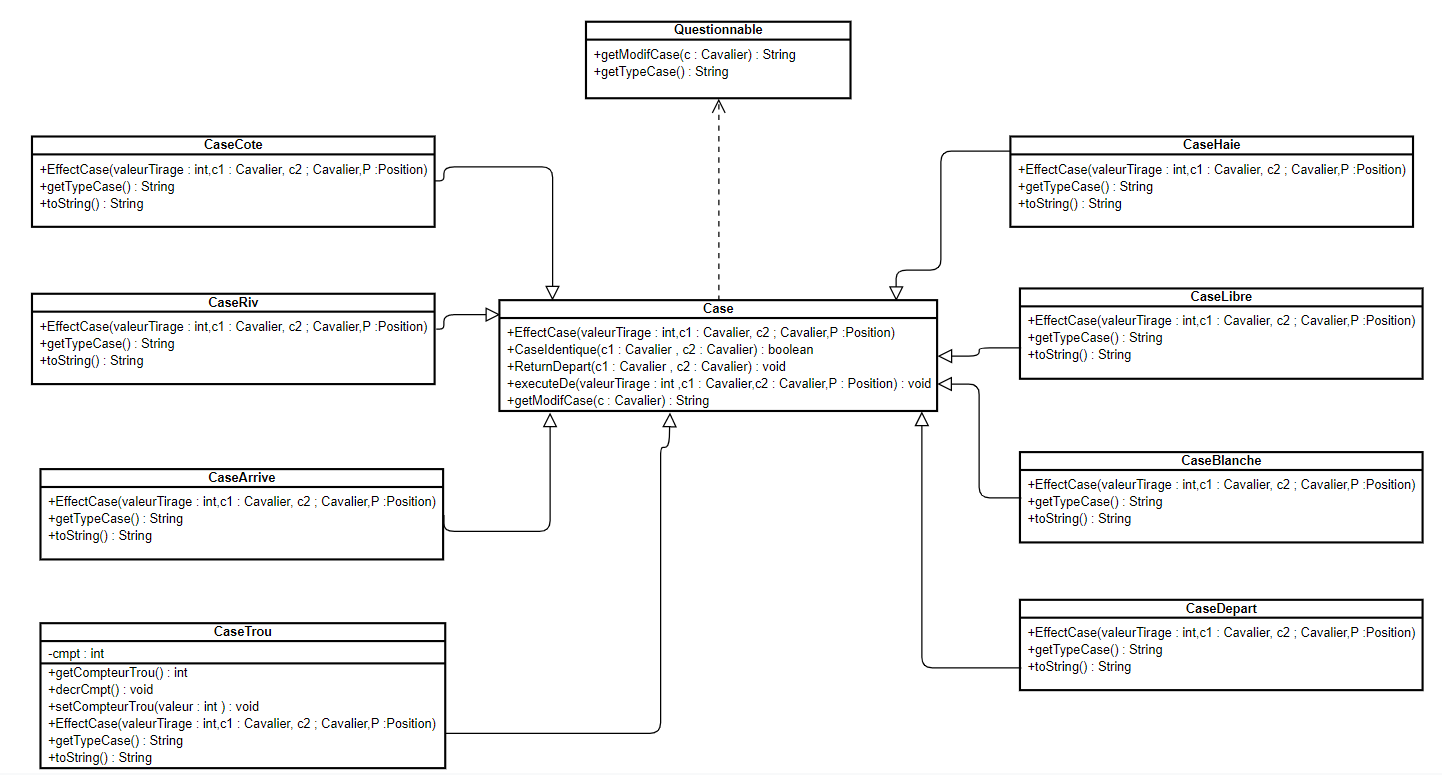 Questionnable
+getModifCase(c : Cavalier) : String
+getTypeCase() : String
CaseCote
+EffectCase(valeurTirage : int,c1 : Cavalier, c2 ; Cavalier,P :Position)
+getTypeCase() : String
+toString() : String
CaseHaie
+EffectCase(valeurTirage : int,c1 : Cavalier, c2 ; Cavalier,P :Position)
+getTypeCase() : String
+toString() : String
CaseRiv
+EffectCase(valeurTirage : int,c1 : Cavalier, c2 ; Cavalier,P :Position)
+getTypeCase() : String
+toString() : String
Case
+EffectCase(valeurTirage : int,c1 : Cavalier, c2 ; Cavalier,P :Position)
+CaseIdentique(c1 : Cavalier , c2 : Cavalier) : boolean
+ReturnDepart(c1 : Cavalier , c2 : Cavalier) : void
+executeDe(valeurTirage : int ,c1 : Cavalier,c2 : Cavalier,P : Position) : void
+getModifCase(c : Cavalier) : String
CaseLibre
+EffectCase(valeurTirage : int,c1 : Cavalier, c2 ; Cavalier,P :Position)
+getTypeCase() : String
+toString() : String
CaseArrive
+EffectCase(valeurTirage : int,c1 : Cavalier, c2 ; Cavalier,P :Position)
+getTypeCase() : String
+toString() : String
CaseBlanche
+EffectCase(valeurTirage : int,c1 : Cavalier, c2 ; Cavalier,P :Position)
+getTypeCase() : String
+toString() : String
CaseTrou
-cmpt : int
+getCompteurTrou() : int
+decrCmpt() : void
+setCompteurTrou(valeur : int ) : void
+EffectCase(valeurTirage : int,c1 : Cavalier, c2 ; Cavalier,P :Position)
+getTypeCase() : String
+toString() : String
CaseDepart
+EffectCase(valeurTirage : int,c1 : Cavalier, c2 ; Cavalier,P :Position)
+getTypeCase() : String
+toString() : String